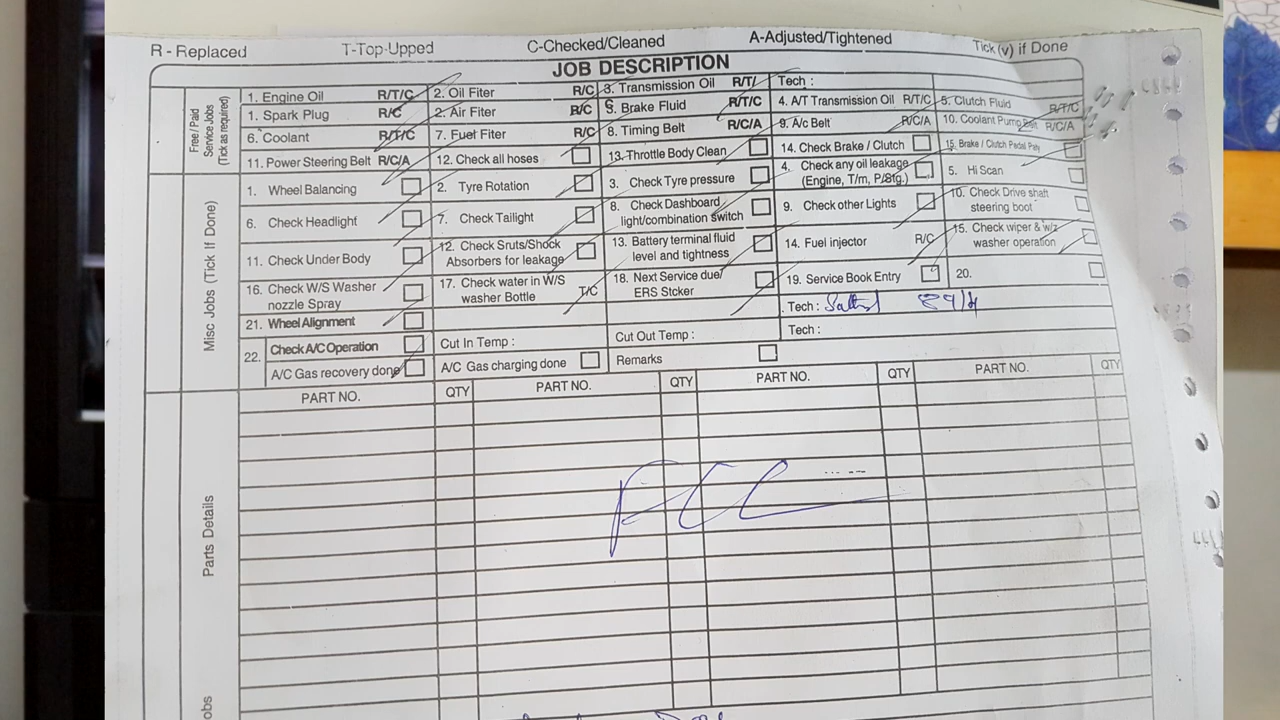 R - Replaced T-Top-Upped C-Checked/Cleaned A-Adjusted/Tightened Tick (v) if Done
JOB DESCRIPTION
Free / Paid
Service Jobs
(Tick as required)
1. Engine Oil R/T/C 2. Oil Fiter R/C 3. Transmission Oil R/T/ Tech :
1. Spark Plug R/C 2. Air Fiter R/C 5. Brake Fluid R/T/C 4. A/T Transmission Oil R/T/C 5. Clutch Fluid R/T/C
6. Coolant R/T/C 7. Fuel Fiter R/C 8. Timing Belt R/C/A 9. A/c Belt R/C/A 10. Coolant Pump Belt R/C/A
11. Power Steering Belt R/C/A 12. Check all hoses 13. Throttle Body Clean 14. Check Brake / Clutch 15. Brake / Clutch Pedal Paly
Misc Jobs (Tick If Done)
1. Wheel Balancing 2. Tyre Rotation 3. Check Tyre pressure 4. Check any oil leakage (Engine, T/m, P/Stg.) 5. Hi Scan
6. Check Headlight 7. Check Tailight 8. Check Dashboard light/combination switch 9. Check other Lights 10. Check Drive shaft steering boot
11. Check Under Body 12. Check Sruts/Shock Absorbers for leakage 13. Battery terminal fluid level and tightness 14. Fuel injector R/C 15. Check wiper & w/z washer operation
16. Check W/S Washer nozzle Spray 17. Check water in W/S washer Bottle T/C 18. Next Service due/ ERS Stcker 19. Service Book Entry 20.
21. Wheel Alignment Tech :
22. Check A/C Operation Cut In Temp : Cut Out Temp : Tech :
A/C Gas recovery done A/C Gas charging done Remarks
Parts Details
PART NO. QTY PART NO. QTY PART NO. QTY PART NO. QTY